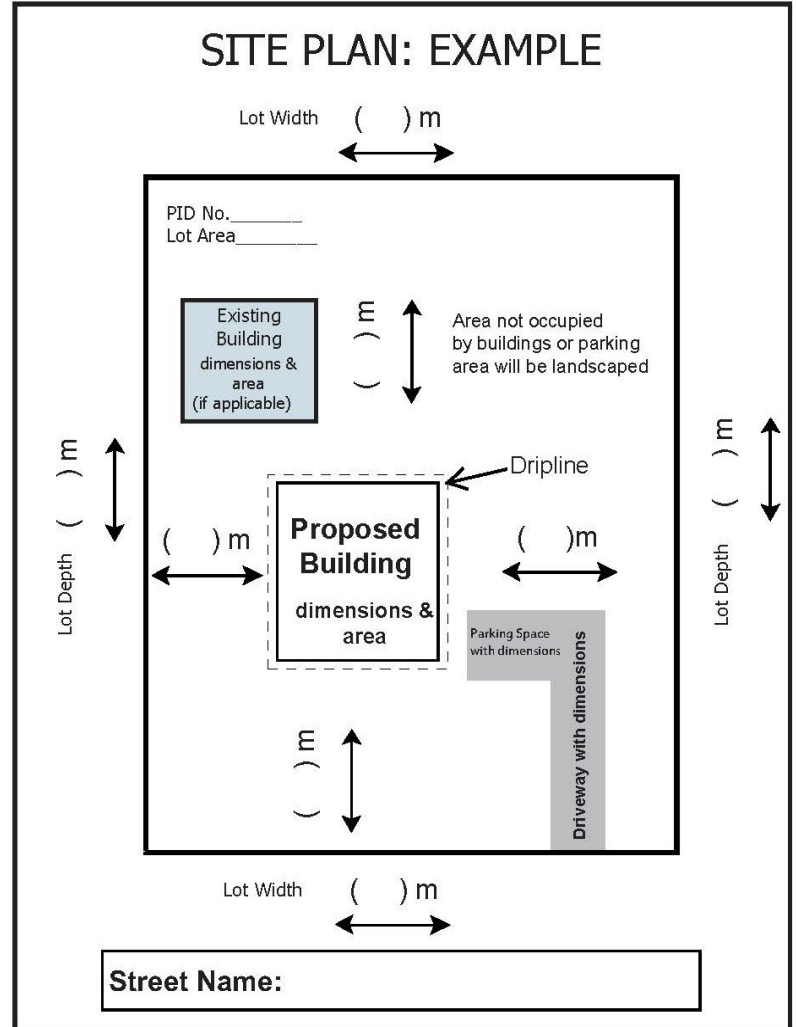 SITE PLAN: EXAMPLE
Lot Width ( ) m
PID No._______
Lot Area________
Existing
Building
dimensions &
area
(if applicable)
( ) m
Area not occupied
by buildings or parking
area will be landscaped
Lot Depth ( ) m
Dripline
( ) m
Proposed
Building
dimensions &
area
( )m
Lot Depth ( ) m
Parking Space
with dimensions
Driveway with dimensions
( ) m
Lot Width ( ) m
Street Name: